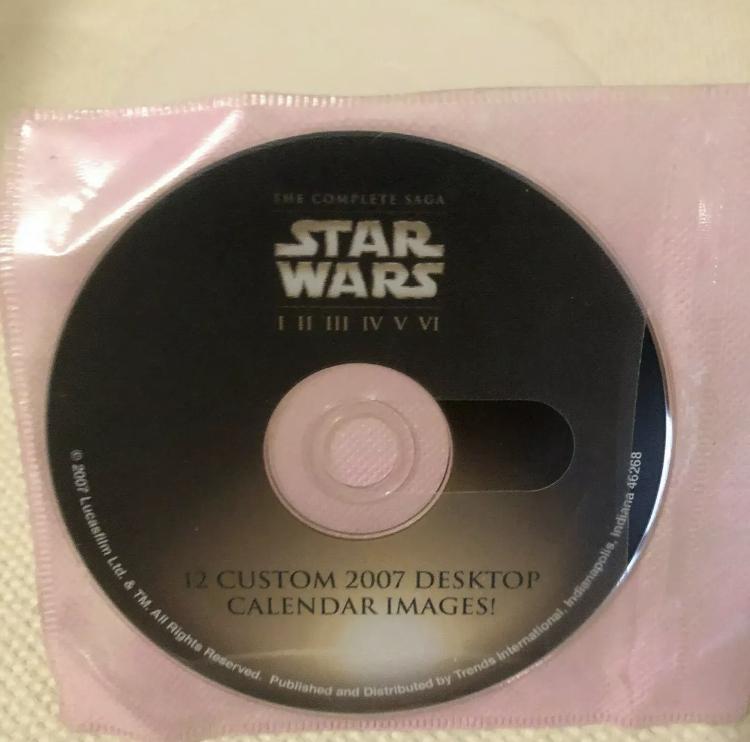 THE COMPLETE SAGA
STAR
WARS
I II III IV V VI
12 CUSTOM 2007 DESKTOP
CALENDAR IMAGES!
© 2007 Lucasfilm Ltd. & TM. All Rights Reserved. Published and Distributed by Trends International, Indianapolis, Indiana 46268